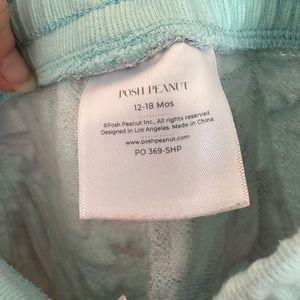 POSH PEANUT
12-18 Mos
©Posh Peanut Inc., All rights reserved.
Designed in Los Angeles. Made in China.
www.poshpeanut.com
PO 369-SHP